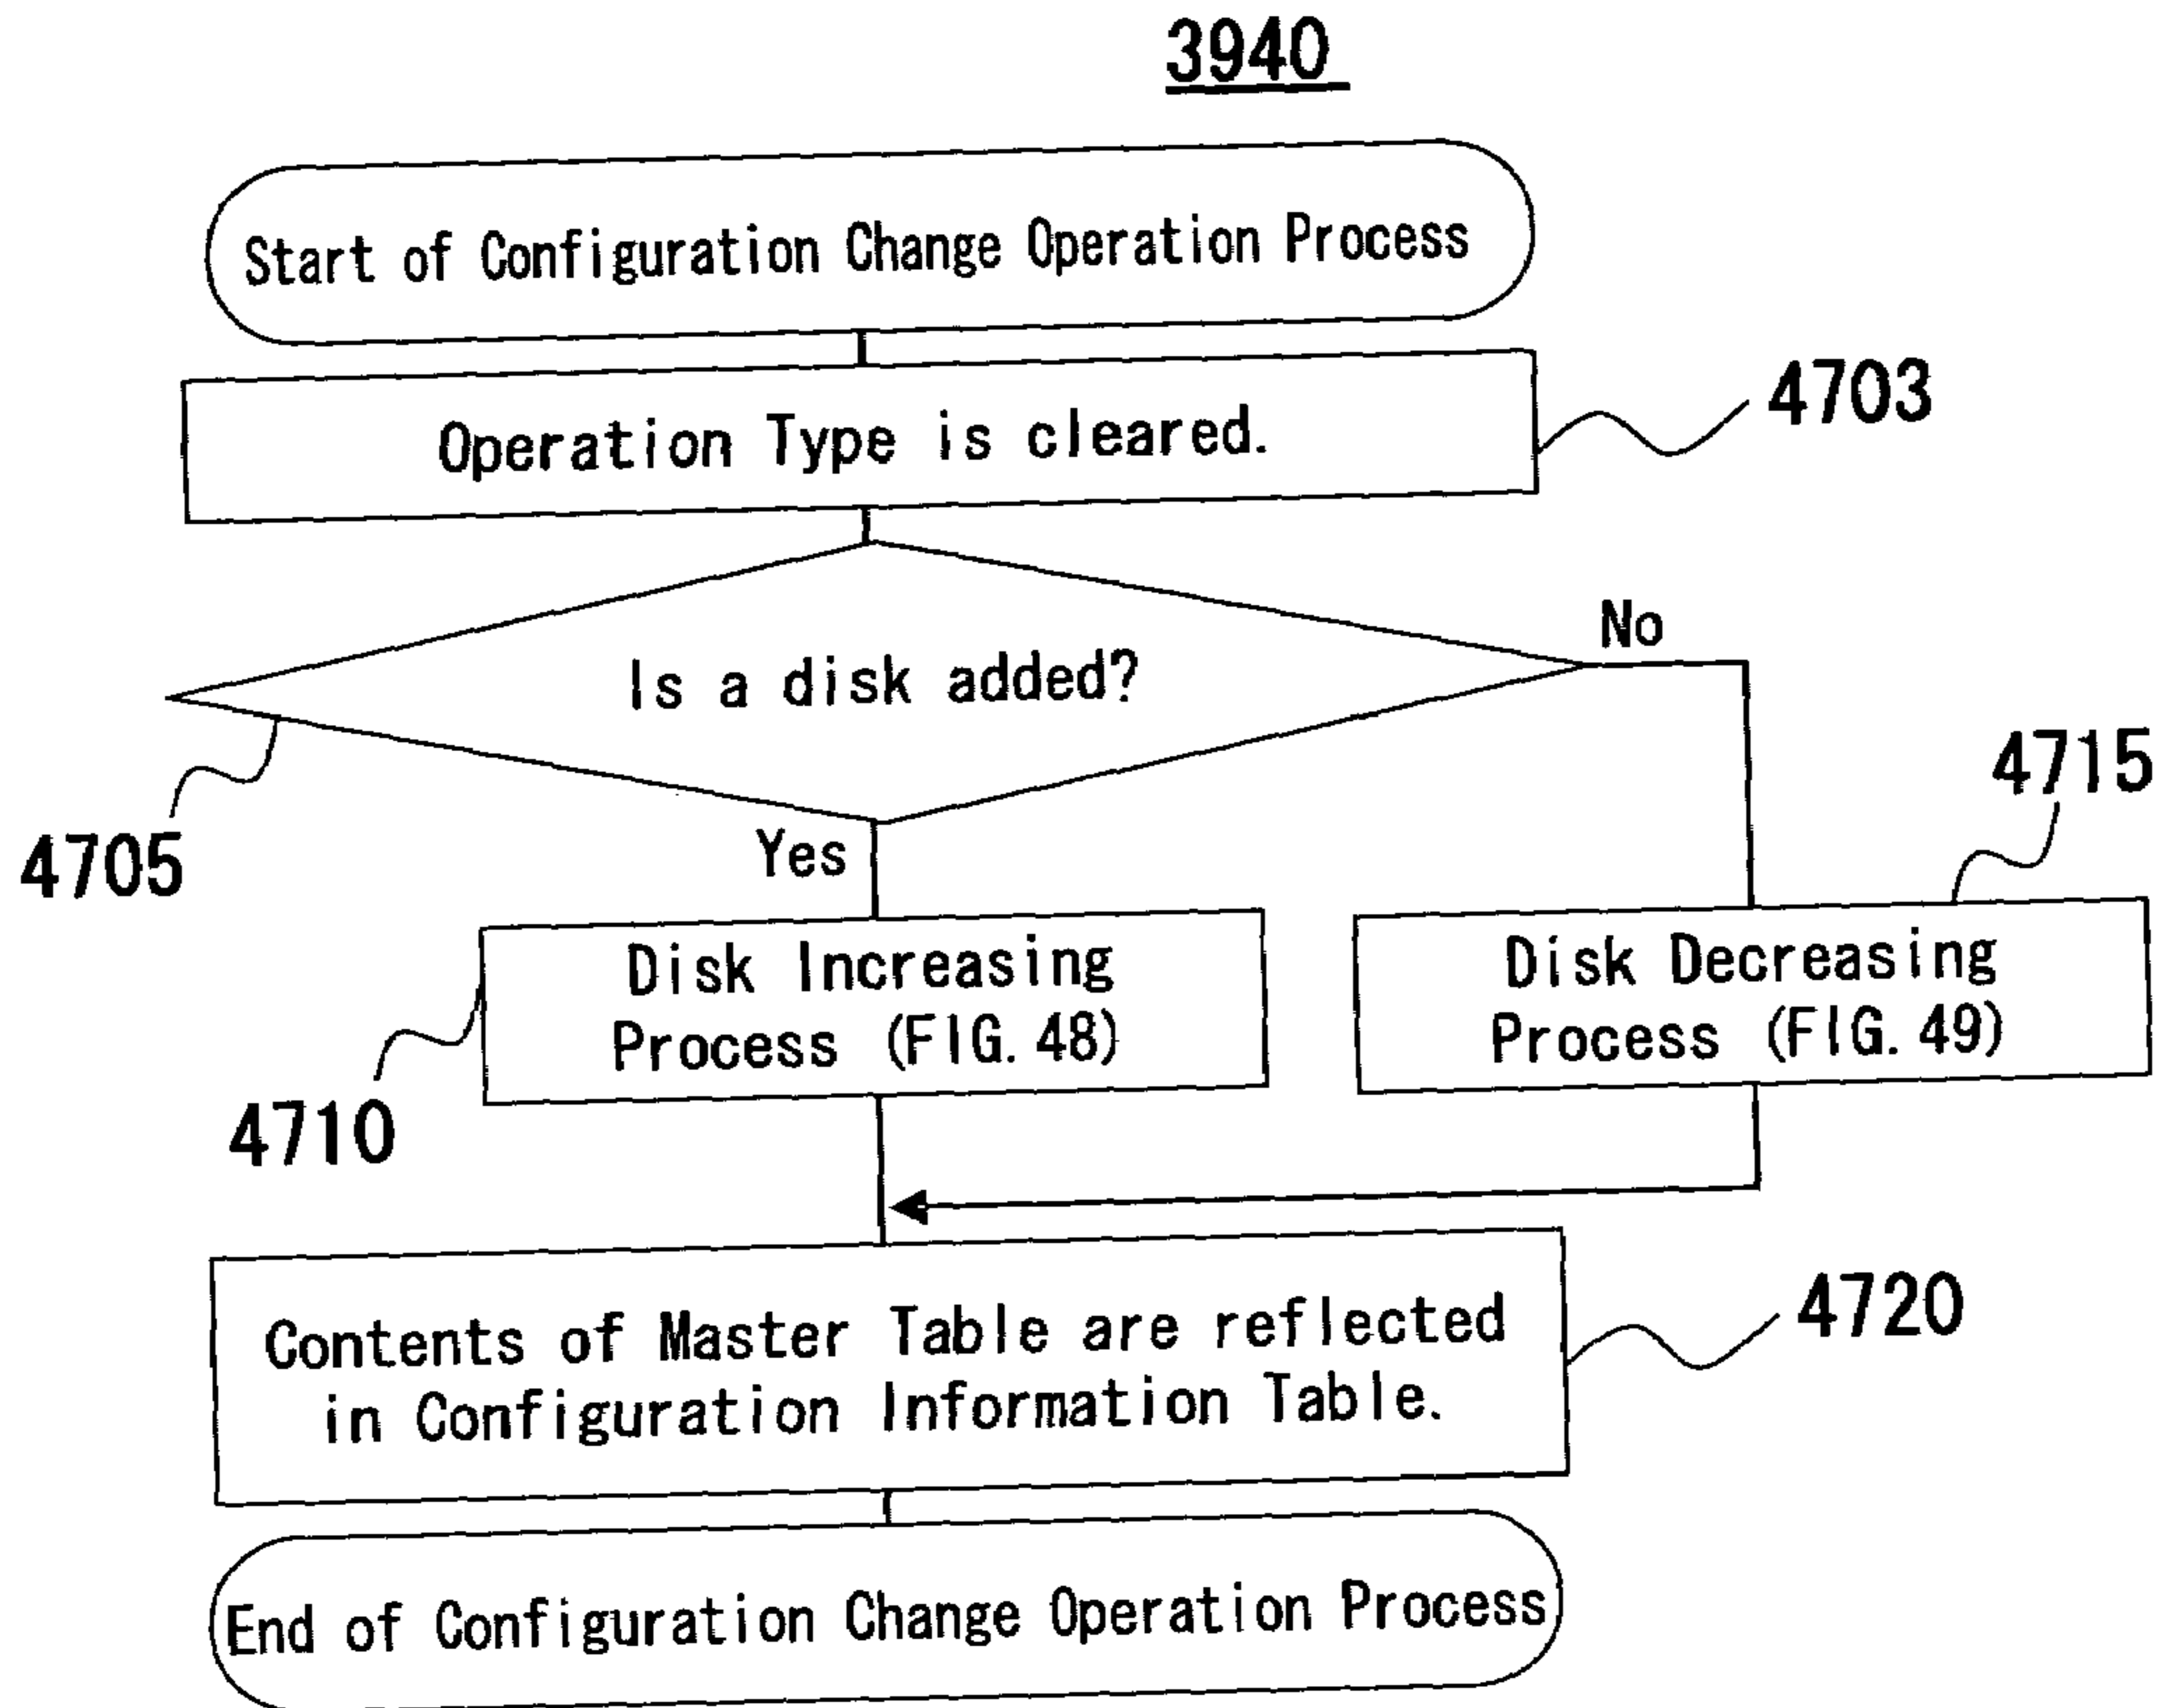 3940
Start of Configuration Change Operation Process
Operation Type is cleared.
4703
Is a disk added?
No
4705
Yes
4715
Disk Increasing
Process (FIG. 48)
4710
Disk Decreasing
Process (FIG. 49)
Contents of Master Table are reflected
in Configuration Information Table.
4720
End of Configuration Change Operation Process